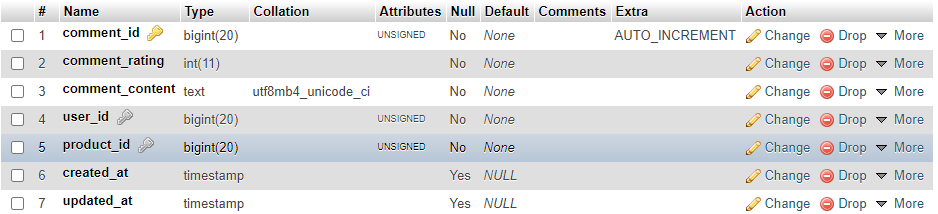 # Name Type Collation Attributes Null Default Comments Extra Action
1 comment_id bigint(20) UNSIGNED No None AUTO_INCREMENT Change Drop More
2 comment_rating int(11) No None Change Drop More
3 comment_content text utf8mb4_unicode_ci No None Change Drop More
4 user_id bigint(20) UNSIGNED No None Change Drop More
5 product_id bigint(20) UNSIGNED No None Change Drop More
6 created_at timestamp Yes NULL Change Drop More
7 updated_at timestamp Yes NULL Change Drop More